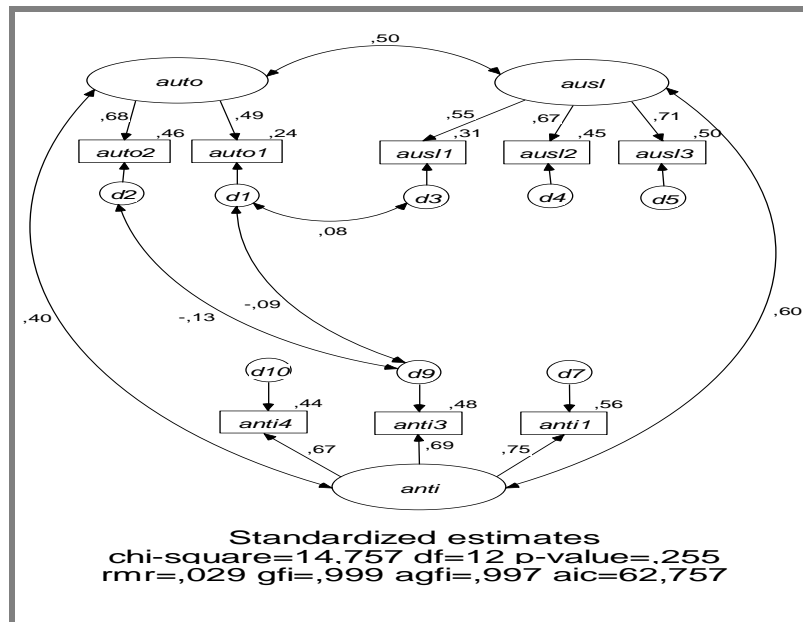 ,50
auto ausl
,68 ,49 ,55 ,67 ,71
,46 ,24 ,31 ,45 ,50
auto2 auto1 ausl1 ausl2 ausl3
d2 d1 d3 d4 d5
,08
-,09
-,13
,40 ,60
d10 d9 d7
,44 ,48 ,56
anti4 anti3 anti1
,67 ,69 ,75
anti
Standardized estimates
chi-square=14,757 df=12 p-value=,255
rmr=,029 gfi=,999 agfi=,997 aic=62,757